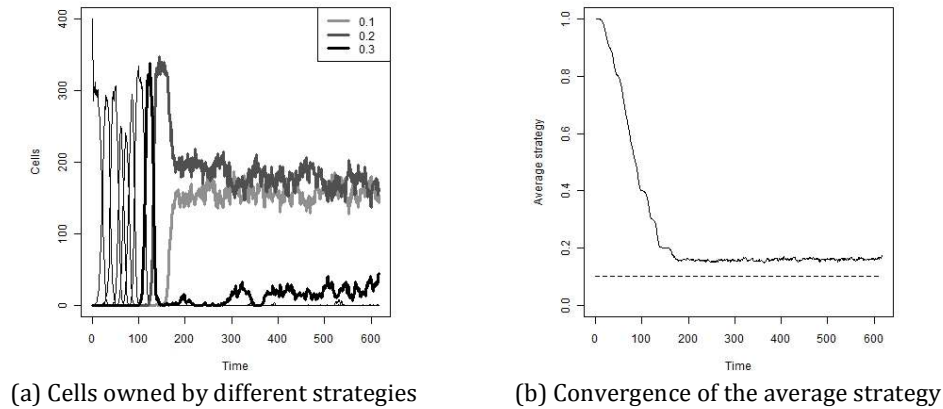 400
300
200
100
0
Cells
0.1
0.2
0.3
0 100 200 300 400 500 600
Time
(a) Cells owned by different strategies
1.0
0.8
0.6
0.4
0.2
0.0
Average strategy
0 100 200 300 400 500 600
Time
(b) Convergence of the average strategy